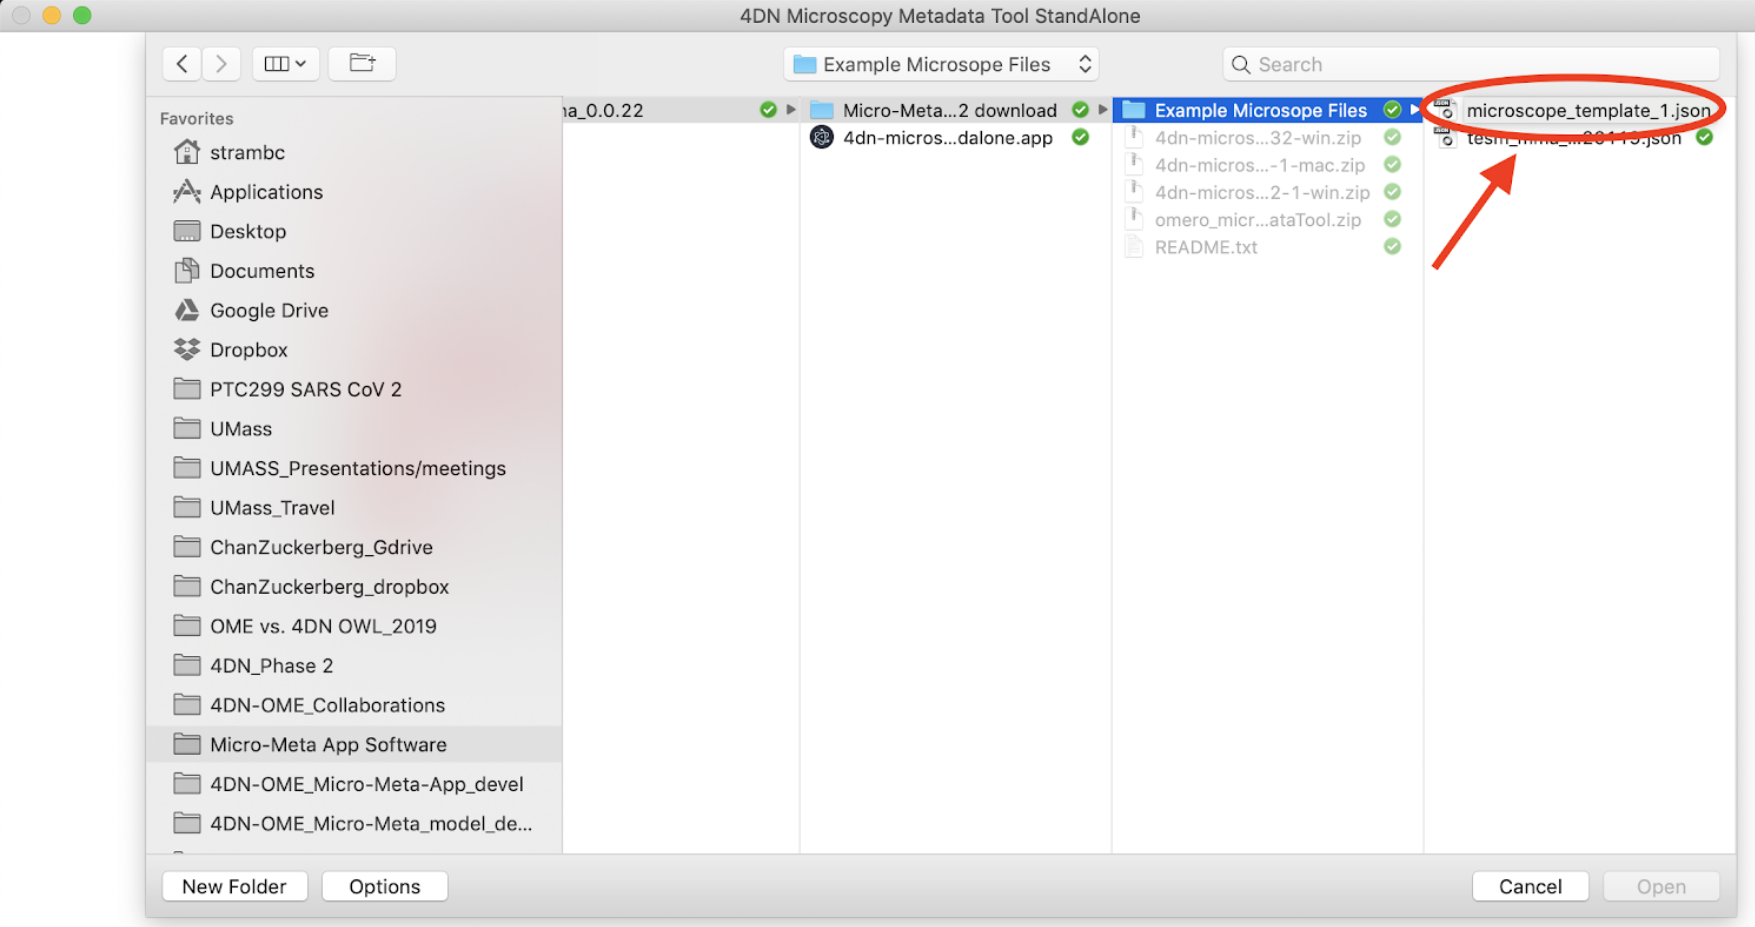 4DN Microscopy Metadata Tool StandAlone
Example Microsope Files
Search
Favorites
strambc
Applications
Desktop
Documents
Google Drive
Dropbox
PTC299 SARS CoV 2
UMass
UMASS_Presentations/meetings
UMass_Travel
ChanZuckerberg_Gdrive
ChanZuckerberg_dropbox
OME vs. 4DN OWL_2019
4DN_Phase 2
4DN-OME_Collaborations
Micro-Meta App Software
4DN-OME_Micro-Meta-App_devel
4DN-OME_Micro-Meta_model_de...
na_0.0.22
Micro-Meta...2 download
4dn-micros...dalone.app
Example Microsope Files
4dn-micros...32-win.zip
4dn-micros...-1-mac.zip
4dn-micros...2-1-win.zip
omero_micr...ataTool.zip
README.txt
microscope_template_1.json
New Folder
Options
Cancel
Open